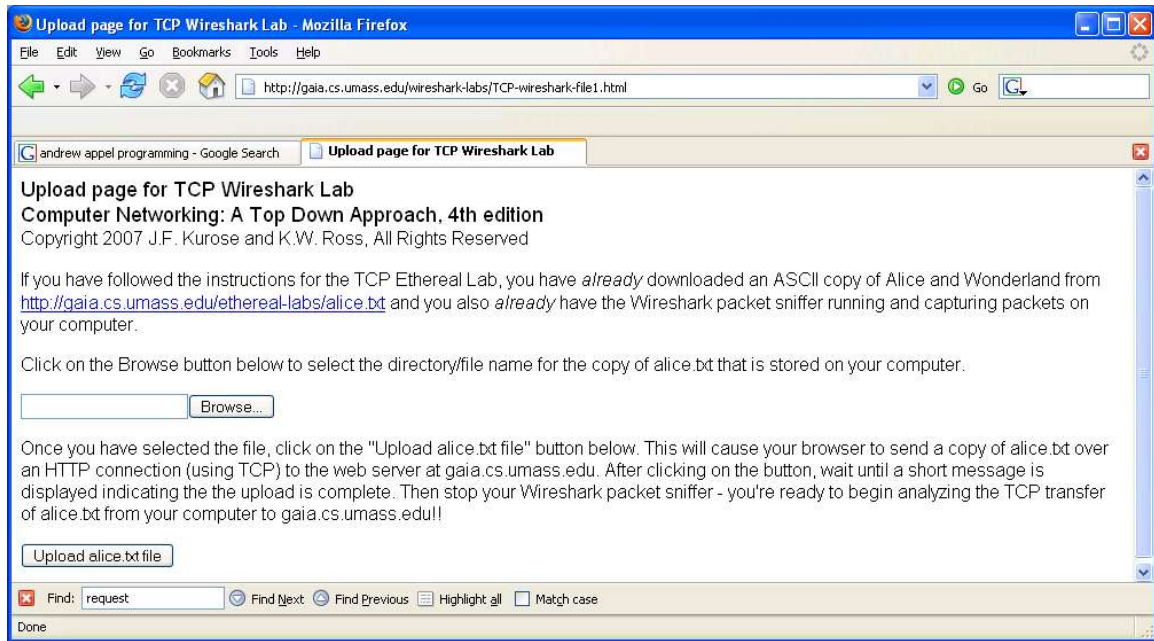 Upload page for TCP Wireshark Lab - Mozilla Firefox
File Edit View Go Bookmarks Tools Help
http://gaia.cs.umass.edu/wireshark-labs/TCP-wireshark-file1.html Go G
G andrew appel programming - Google Search Upload page for TCP Wireshark Lab
Upload page for TCP Wireshark Lab
Computer Networking: A Top Down Approach, 4th edition
Copyright 2007 J.F. Kurose and K.W. Ross, All Rights Reserved
If you have followed the instructions for the TCP Ethereal Lab, you have already downloaded an ASCII copy of Alice and Wonderland from
http://gaia.cs.umass.edu/ethereal-labs/alice.txt and you also already have the Wireshark packet sniffer running and capturing packets on
your computer.
Click on the Browse button below to select the directory/file name for the copy of alice.txt that is stored on your computer.
Browse...
Once you have selected the file, click on the "Upload alice.txt file" button below. This will cause your browser to send a copy of alice.txt over
an HTTP connection (using TCP) to the web server at gaia.cs.umass.edu. After clicking on the button, wait until a short message is
displayed indicating the the upload is complete. Then stop your Wireshark packet sniffer - you're ready to begin analyzing the TCP transfer
of alice.txt from your computer to gaia.cs.umass.edu!!
Upload alice.txt file
Find: request Find Next Find Previous Highlight all Match case
Done